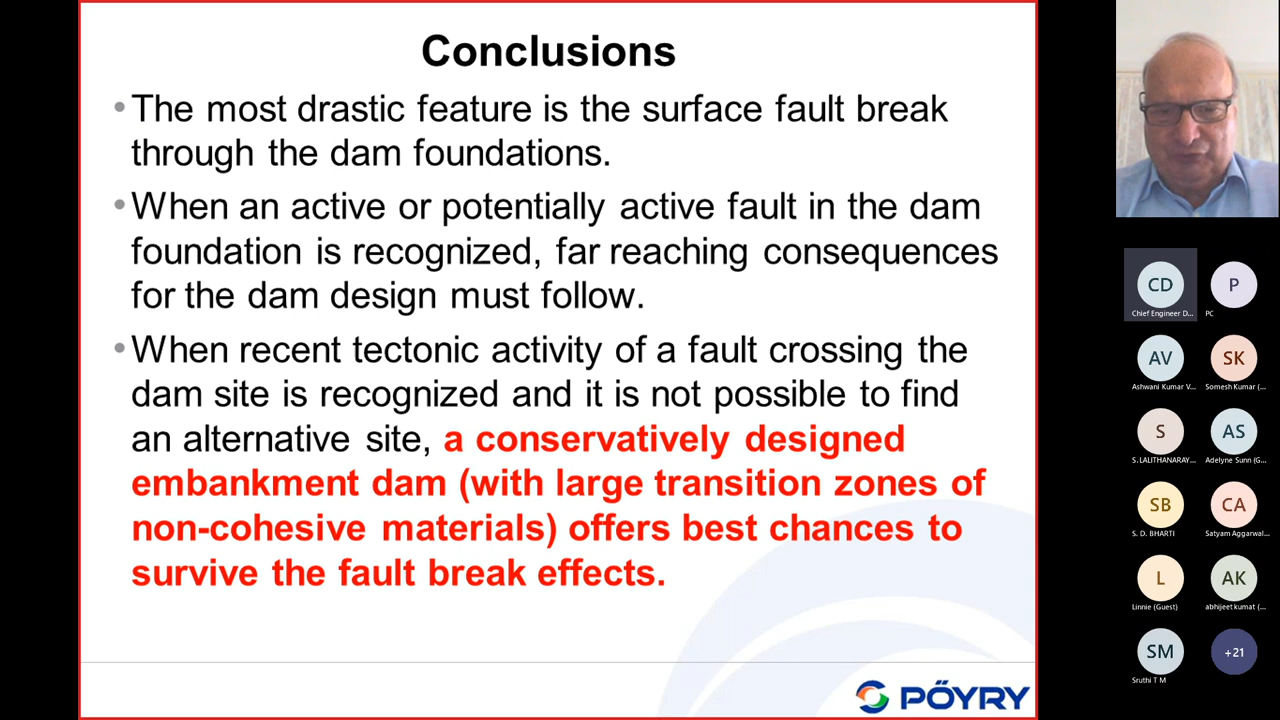 Conclusions
•The most drastic feature is the surface fault break
through the dam foundations.
•When an active or potentially active fault in the dam
foundation is recognized, far reaching consequences
for the dam design must follow.
•When recent tectonic activity of a fault crossing the
dam site is recognized and it is not possible to find
an alternative site, a conservatively designed
embankment dam (with large transition zones of
non-cohesive materials) offers best chances to
survive the fault break effects.
PÖYRY
CD
Chief Engineer D...
P
PC
AV
Ashwani Kumar V...
SK
Somesh Kumar (...
S
S. LALITHANARAY...
AS
Adelyne Sunn (G...
SB
S. D. BHARTI
CA
Satyam Aggarwal...
L
Linnie (Guest)
AK
abhijeet kumat (...
SM
Sruthi T M
+21